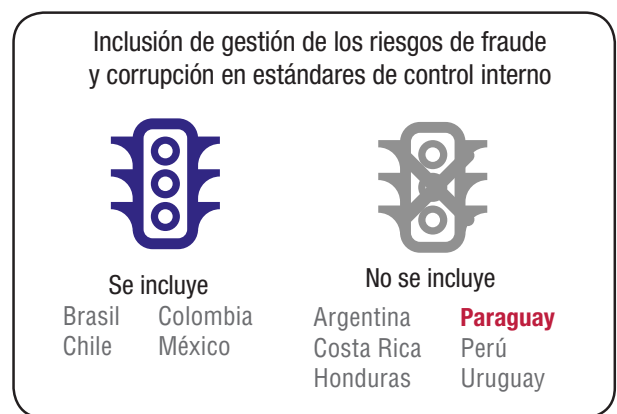 Inclusión de gestión de los riesgos de fraude
y corrupción en estándares de control interno
Se incluye
Brasil Colombia
Chile México
No se incluye
Argentina Paraguay
Costa Rica Perú
Honduras Uruguay